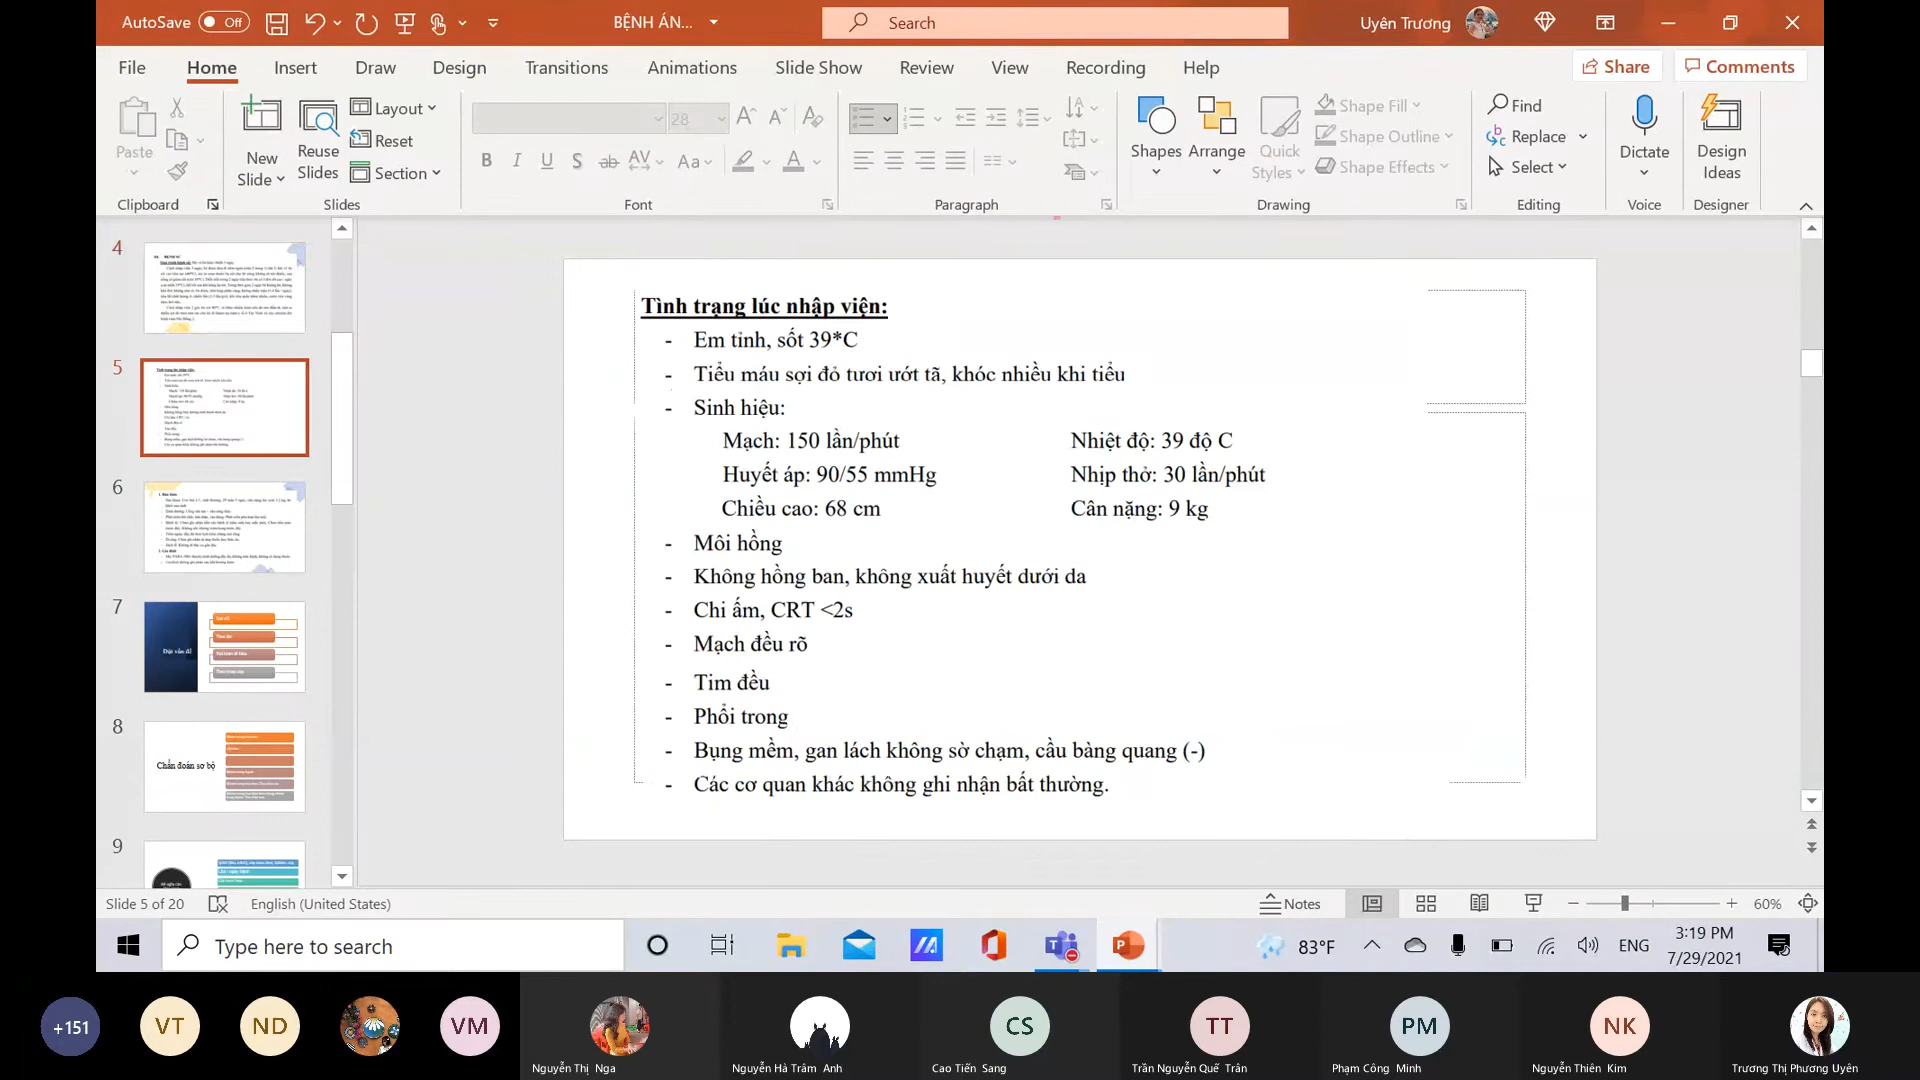 AutoSave Off BỆNH ÁN... Search Uyên Trương
File Home Insert Draw Design Transitions Animations Slide Show Review View Recording Help Share Comments
Paste New Slide Reuse Slides Layout Reset Section 28 Shapes Arrange Quick Styles Shape Fill Shape Outline Shape Effects Find Replace Select Dictate Design Ideas
Clipboard Slides Font Paragraph Drawing Editing Voice Designer
4
5
6
7
Đặt vấn đề
8
Chẩn đoán sơ bộ
9
Tình trạng lúc nhập viện:
- Em tỉnh, sốt 39*C
- Tiểu máu sợi đỏ tươi ướt tã, khóc nhiều khi tiểu
- Sinh hiệu:
Mạch: 150 lần/phút Nhiệt độ: 39 độ C
Huyết áp: 90/55 mmHg Nhịp thở: 30 lần/phút
Chiều cao: 68 cm Cân nặng: 9 kg
- Môi hồng
- Không hồng ban, không xuất huyết dưới da
- Chi ấm, CRT <2s
- Mạch đều rõ
- Tim đều
- Phổi trong
- Bụng mềm, gan lách không sờ chạm, cầu bàng quang (-)
- Các cơ quan khác không ghi nhận bất thường.
Slide 5 of 20 English (United States) Notes 60%
Type here to search 83°F ENG 3:19 PM
7/29/2021
+151 VT ND VM CS TT PM NK
Nguyễn Thị Nga Nguyễn Hà Trâm Anh Cao Tiến Sang Trần Nguyễn Quế Trân Phạm Công Minh Nguyễn Thiên Kim Trương Thị Phương Uyên